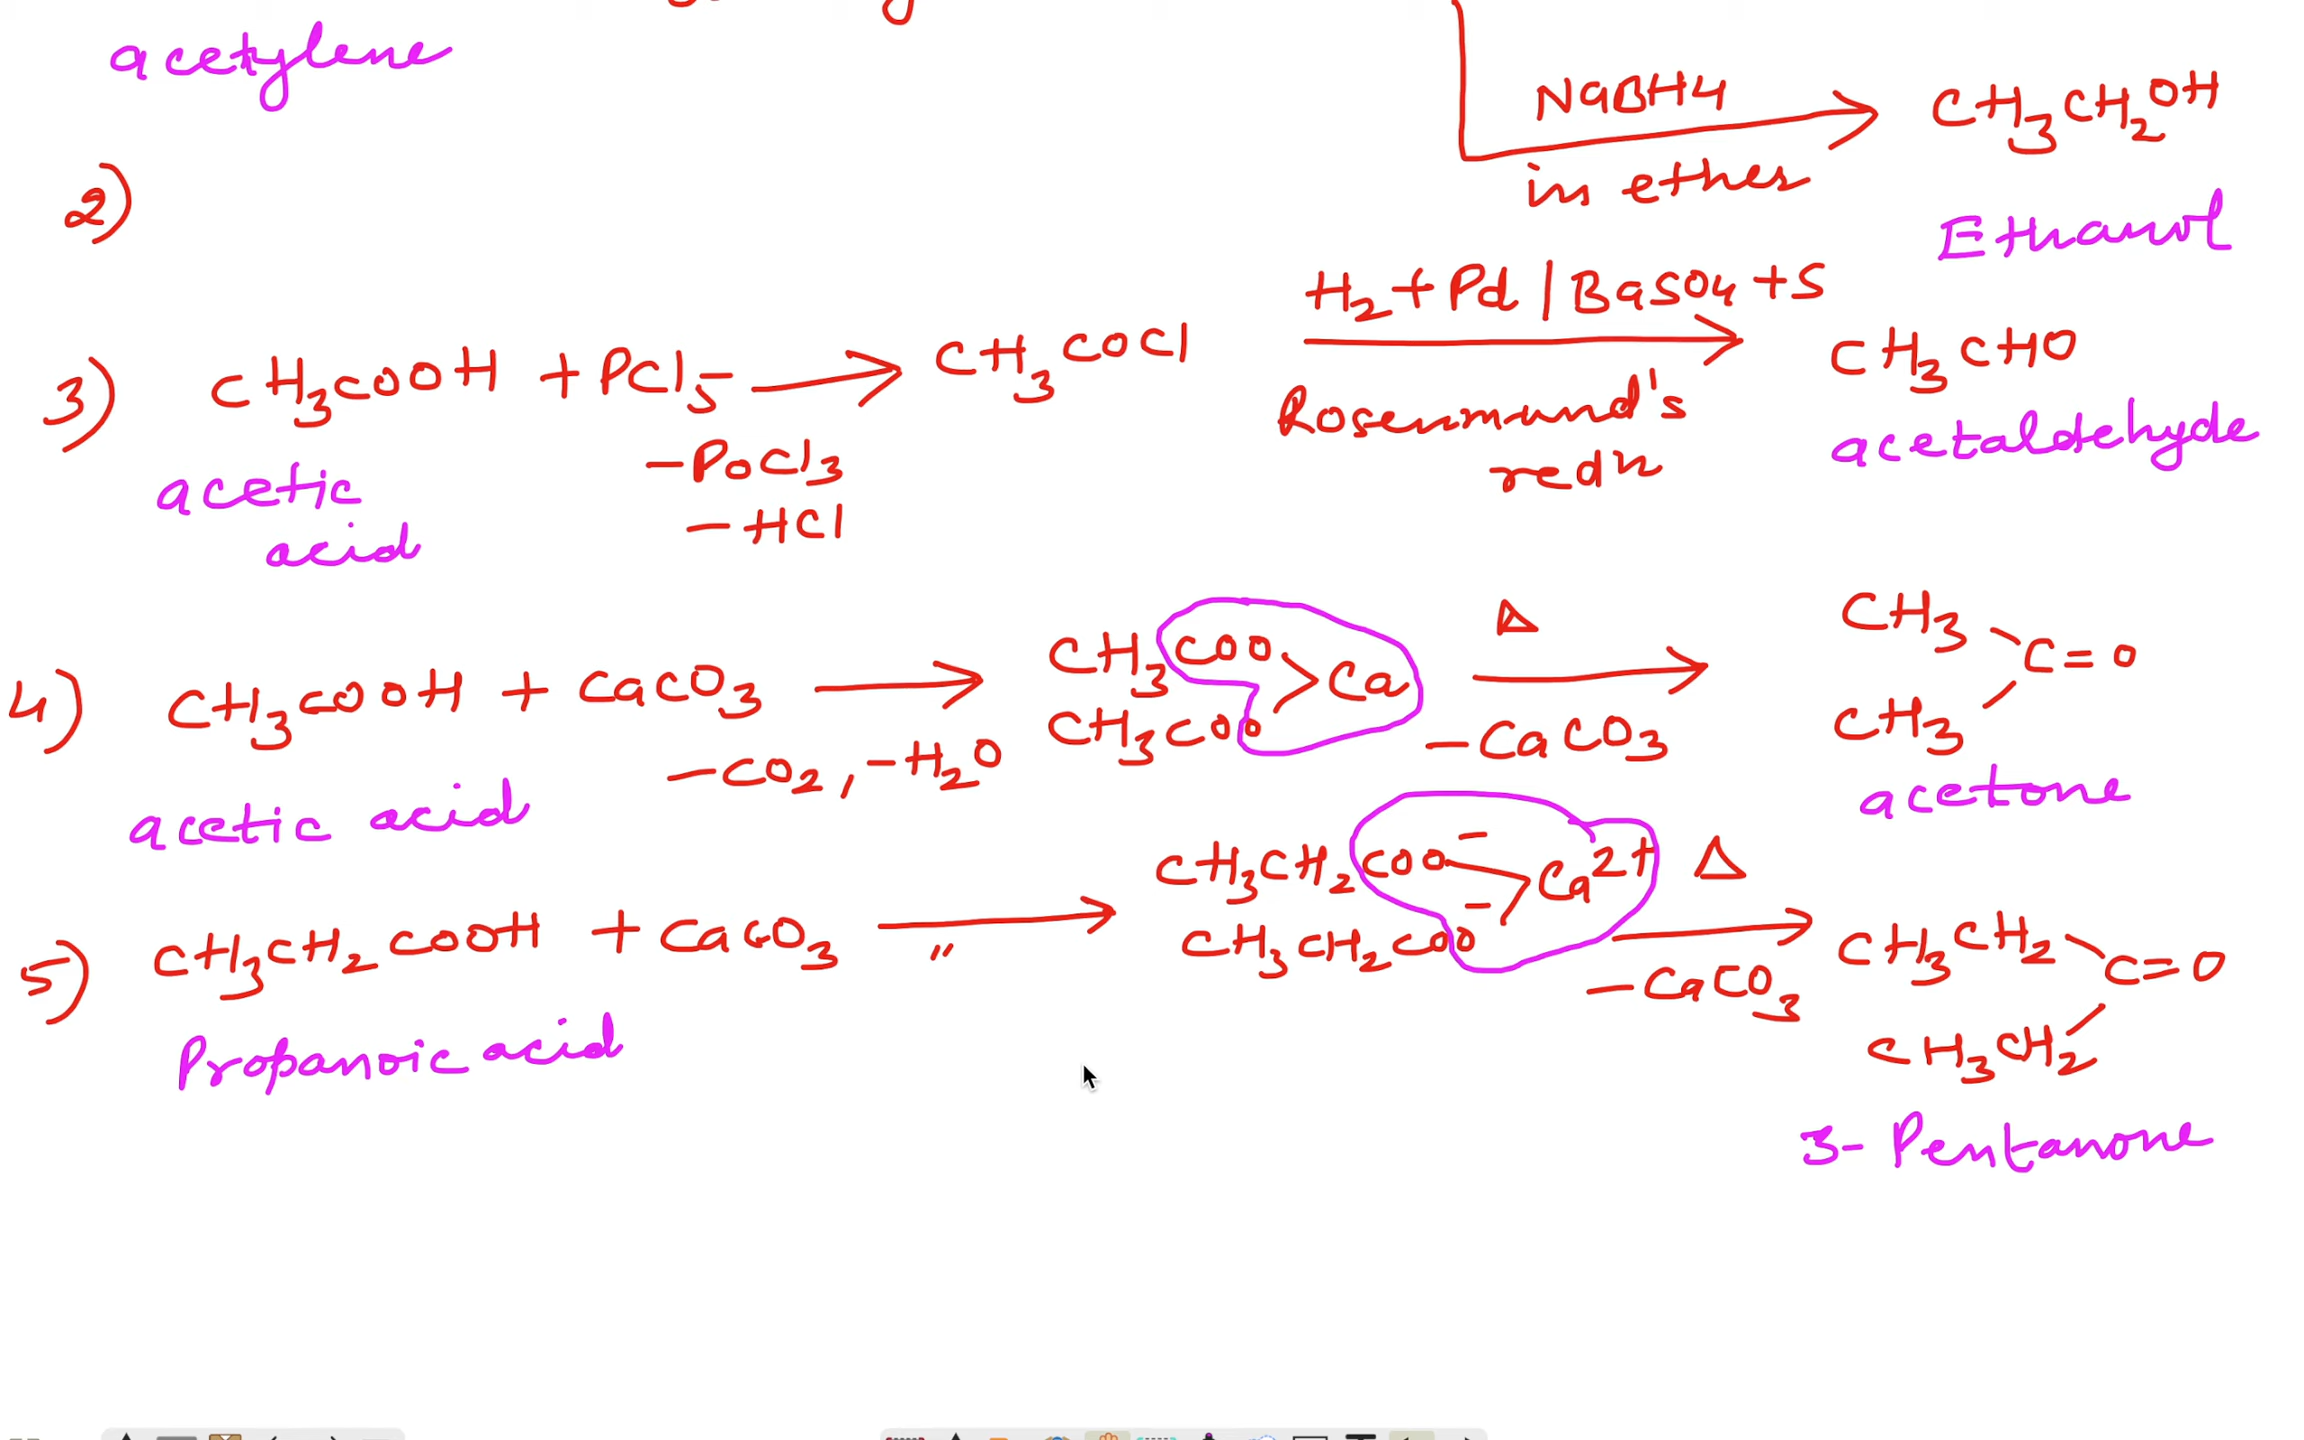 acetylene
NaBH4
in ether
CH3CH2OH
Ethanol
2)
H2 + Pd | BaSO4 + S
3) CH3COOH + PCl5 → CH3COCl → CH3CHO
Rosenmund's
redn
acetaldehyde
acetic
acid
-POCl3
-HCl
4) CH3COOH + CaCO3 → CH3COO > Ca
CH3COO
Δ
-CaCO3
CH3 > C=O
CH3
-CO2, -H2O
acetic acid
acetone
5) CH3CH2COOH + CaCO3 → CH3CH2COO- > Ca2+
〃
CH3CH2COO-
Δ
-CaCO3
CH3CH2 > C=O
CH3CH2
Propanoic acid
3-Pentanone